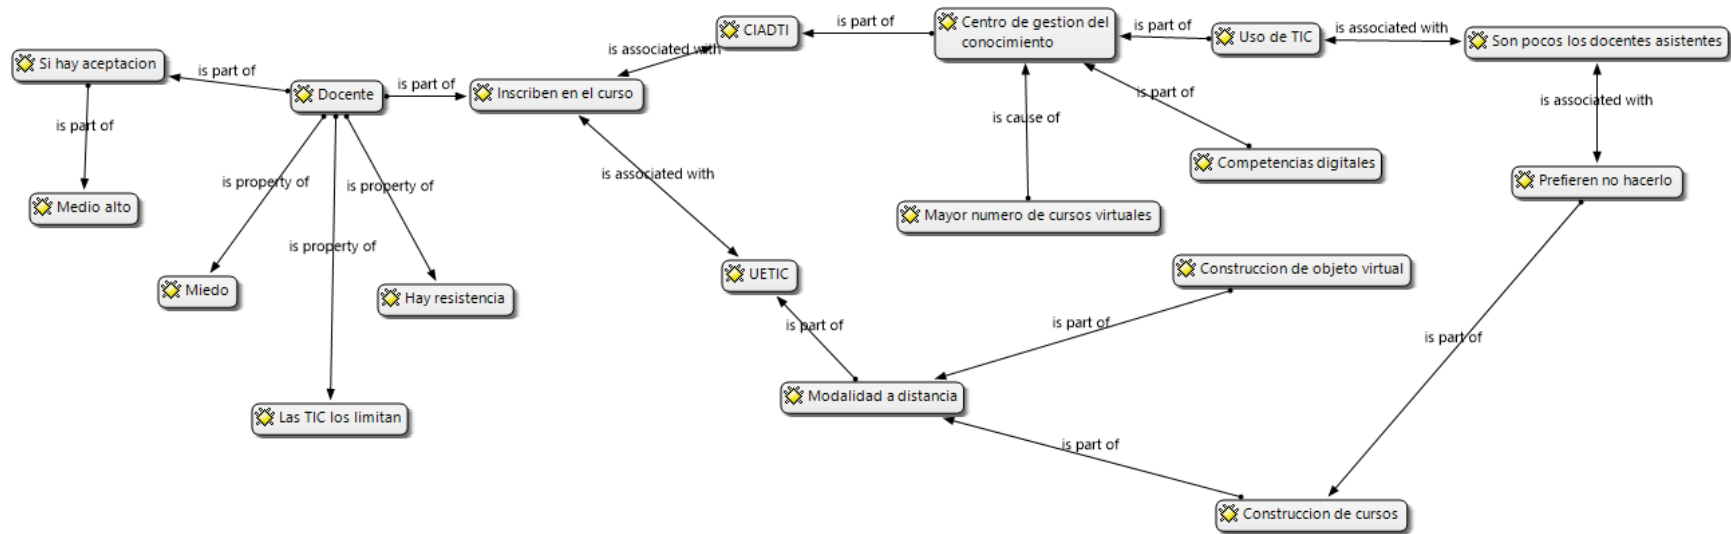 Centro de gestion del
conocimiento
is part of
CIADTI
is part of
Uso de TIC
is associated with
Son pocos los docentes asistentes
is associated with
Si hay aceptacion
is part of
Docente
is part of
Inscriben en el curso
is part of
is cause of
is part of
is associated with
Competencias digitales
Prefieren no hacerlo
is associated with
is property of
is property of
Medio alto
Mayor numero de cursos virtuales
is property of
UETIC
Construccion de objeto virtual
Miedo
Hay resistencia
is part of
is part of
is part of
Modalidad a distancia
Las TIC los limitan
is part of
Construccion de cursos